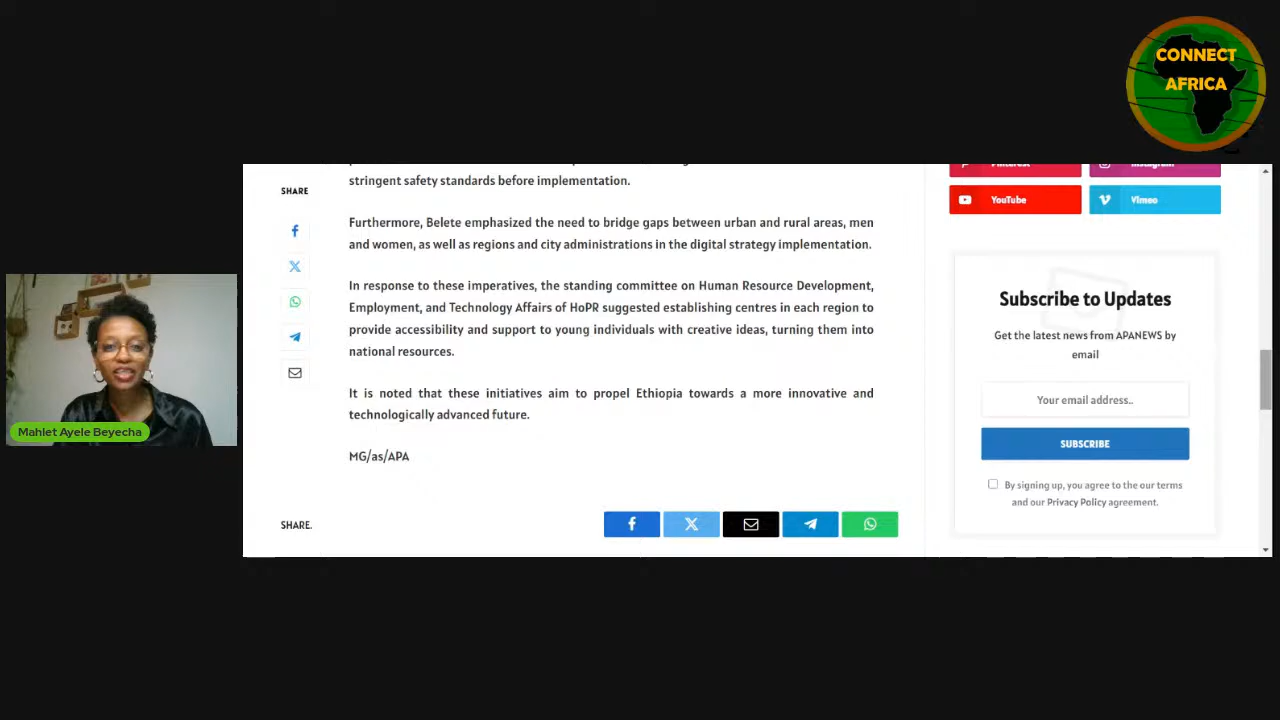 CONNECT
AFRICA
SHARE
stringent safety standards before implementation.
Furthermore, Belete emphasized the need to bridge gaps between urban and rural areas, men
and women, as well as regions and city administrations in the digital strategy implementation.
In response to these imperatives, the standing committee on Human Resource Development,
Employment, and Technology Affairs of HoPR suggested establishing centres in each region to
provide accessibility and support to young individuals with creative ideas, turning them into
national resources.
It is noted that these initiatives aim to propel Ethiopia towards a more innovative and
technologically advanced future.
MG/as/APA
SHARE.
Pinterest
Instagram
YouTube
Vimeo
Subscribe to Updates
Get the latest news from APANEWS by
email
Your email address..
SUBSCRIBE
By signing up, you agree to the our terms
and our Privacy Policy agreement.
Mahlet Ayele Beyecha